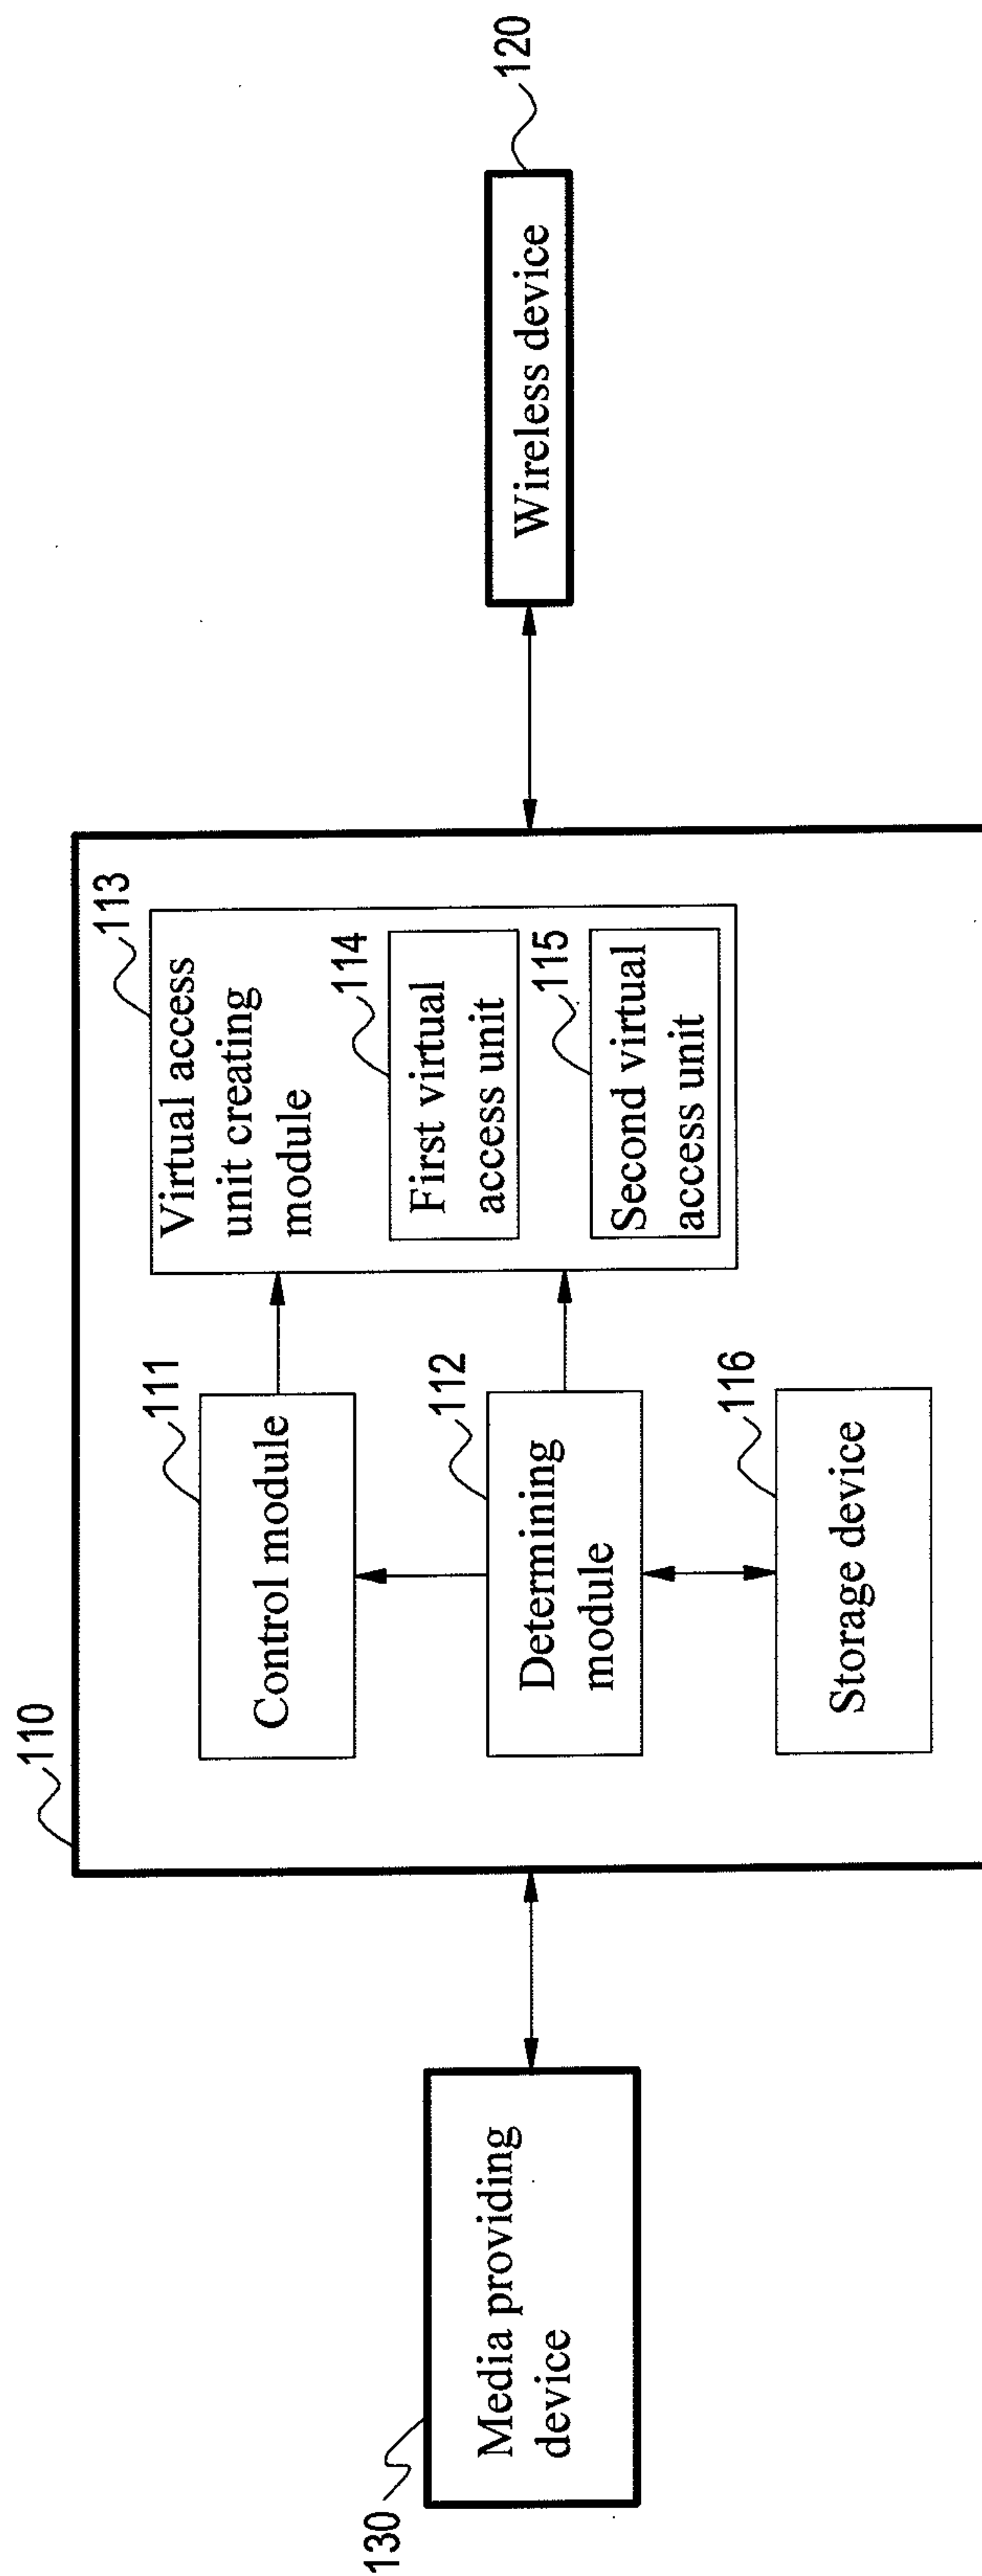 110
130
Media providing
device
111
Control module
112
Determining
module
116
Storage device
113
Virtual access
unit creating
module
114
First virtual
access unit
115
Second virtual
access unit
120
Wireless device